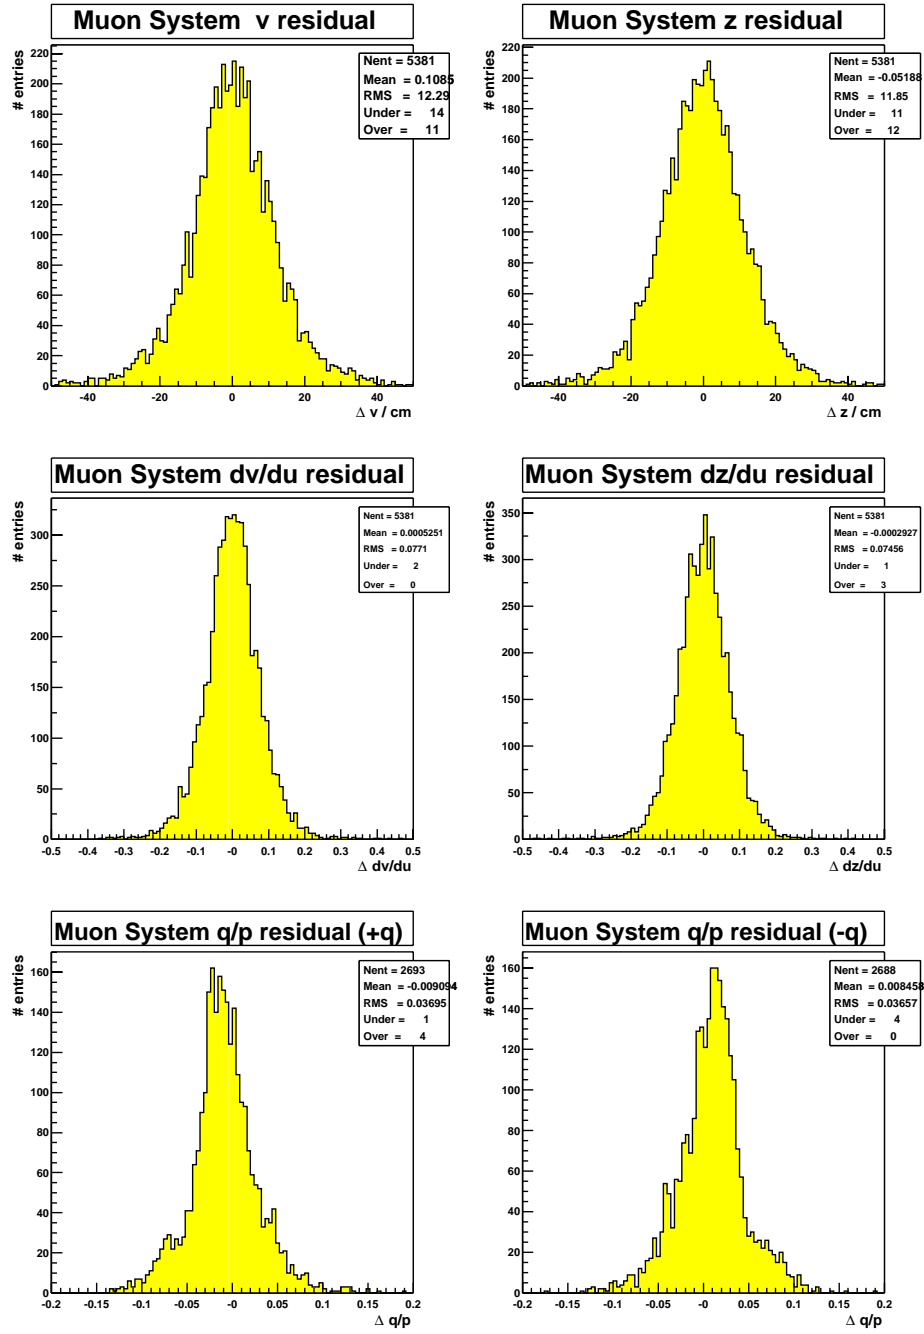 Muon System v residual
# entries
Nent = 5381
Mean = 0.1085
RMS = 12.29
Under = 14
Over = 11
0
20
40
60
80
100
120
140
160
180
200
220
-40 -20 0 20 40
Δ v / cm
Muon System z residual
# entries
Nent = 5381
Mean = -0.05188
RMS = 11.85
Under = 11
Over = 12
0
20
40
60
80
100
120
140
160
180
200
220
-40 -20 0 20 40
Δ z / cm
Muon System dv/du residual
# entries
Nent = 5381
Mean = 0.0005251
RMS = 0.0771
Under = 2
Over = 0
0
50
100
150
200
250
300
-0.5 -0.4 -0.3 -0.2 -0.1 -0 0.1 0.2 0.3 0.4 0.5
Δ dv/du
Muon System dz/du residual
# entries
Nent = 5381
Mean = -0.0002927
RMS = 0.07456
Under = 1
Over = 3
0
50
100
150
200
250
300
350
-0.5 -0.4 -0.3 -0.2 -0.1 -0 0.1 0.2 0.3 0.4 0.5
Δ dz/du
Muon System q/p residual (+q)
# entries
Nent = 2693
Mean = -0.009094
RMS = 0.03695
Under = 1
Over = 4
0
20
40
60
80
100
120
140
160
-0.2 -0.15 -0.1 -0.05 -0 0.05 0.1 0.15 0.2
Δ q/p
Muon System q/p residual (-q)
# entries
Nent = 2688
Mean = 0.008458
RMS = 0.03657
Under = 4
Over = 0
0
20
40
60
80
100
120
140
160
-0.2 -0.15 -0.1 -0.05 -0 0.05 0.1 0.15 0.2
Δ q/p